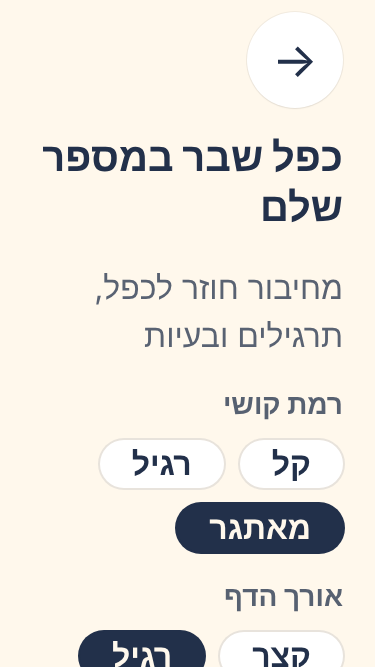 כפל שבר במספר
שלם
מחיבור חוזר לכפל,
תרגילים ובעיות
רמת קושי
קל
רגיל
מאתגר
אורך הדף
קצר
רגיל